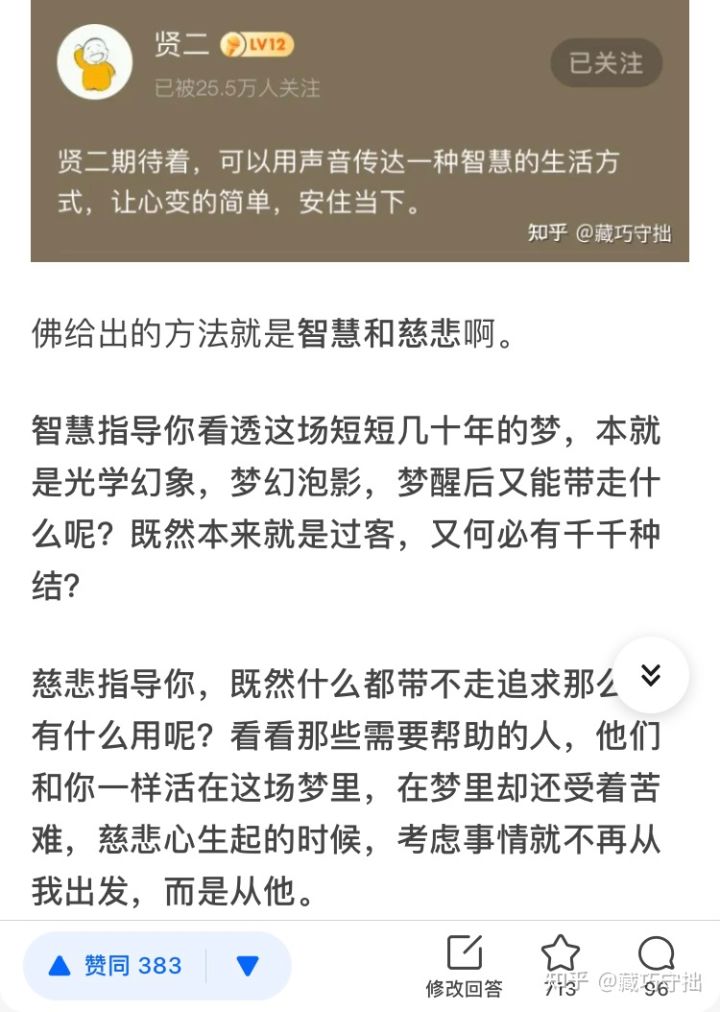 贤二 LV12
已被25.5万人关注
已关注
贤二期待着，可以用声音传达一种智慧的生活方
式，让心变的简单，安住当下。
知乎 @藏巧守拙
佛给出的方法就是智慧和慈悲啊。
智慧指导你看透这场短短几十年的梦，本就
是光学幻象，梦幻泡影，梦醒后又能带走什
么呢？既然本来就是过客，又何必有千千种
结？
慈悲指导你，既然什么都带不走追求那么
有什么用呢？看看那些需要帮助的人，他们
和你一样活在这场梦里，在梦里却还受着苦
难，慈悲心生起的时候，考虑事情就不再从
我出发，而是从他。
赞同 383
修改回答
713
96
知乎 @藏巧守拙